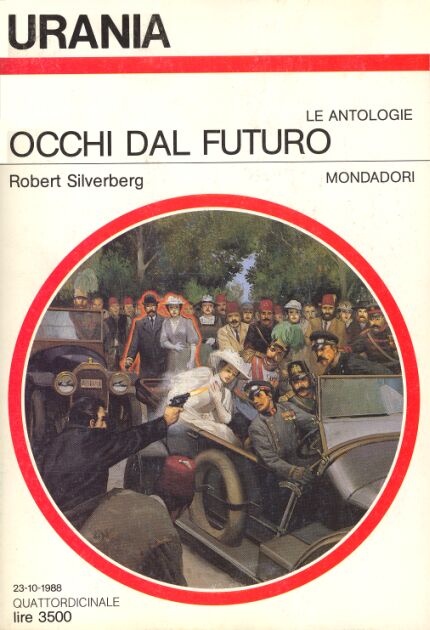 URANIA
LE ANTOLOGIE
OCCHI DAL FUTURO
Robert Silverberg
MONDADORI
23-10-1988
QUATTORDICINALE
lire 3500